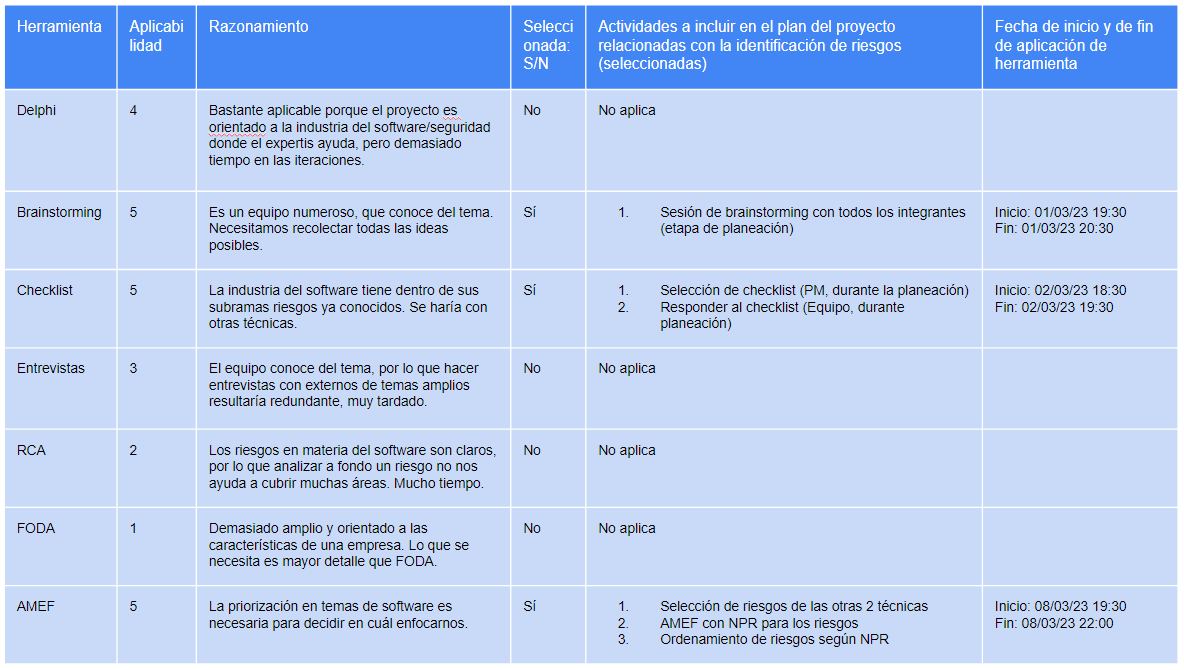 Herramienta
Aplicabi
lidad
Razonamiento
Selecci
onada:
S/N
Actividades a incluir en el plan del proyecto
relacionadas con la identificación de riesgos
(seleccionadas)
Fecha de inicio y de fin
de aplicación de
herramienta
Delphi
4
Bastante aplicable porque el proyecto es
orientado a la industria del software/seguridad
donde el expertis ayuda, pero demasiado
tiempo en las iteraciones.
No
No aplica
Brainstorming
5
Es un equipo numeroso, que conoce del tema.
Necesitamos recolectar todas las ideas
posibles.
Sí
1. Sesión de brainstorming con todos los integrantes
(etapa de planeación)
Inicio: 01/03/23 19:30
Fin: 01/03/23 20:30
Checklist
5
La industria del software tiene dentro de sus
subramas riesgos ya conocidos. Se haría con
otras técnicas.
Sí
1. Selección de checklist (PM, durante la planeación)
2. Responder al checklist (Equipo, durante
planeación)
Inicio: 02/03/23 18:30
Fin: 02/03/23 19:30
Entrevistas
3
El equipo conoce del tema, por lo que hacer
entrevistas con externos de temas amplios
resultaría redundante, muy tardado.
No
No aplica
RCA
2
Los riesgos en materia del software son claros,
por lo que analizar a fondo un riesgo no nos
ayuda a cubrir muchas áreas. Mucho tiempo.
No
No aplica
FODA
1
Demasiado amplio y orientado a las
características de una empresa. Lo que se
necesita es mayor detalle que FODA.
No
No aplica
AMEF
5
La priorización en temas de software es
necesaria para decidir en cuál enfocarnos.
Sí
1. Selección de riesgos de las otras 2 técnicas
2. AMEF con NPR para los riesgos
3. Ordenamiento de riesgos según NPR
Inicio: 08/03/23 19:30
Fin: 08/03/23 22:00